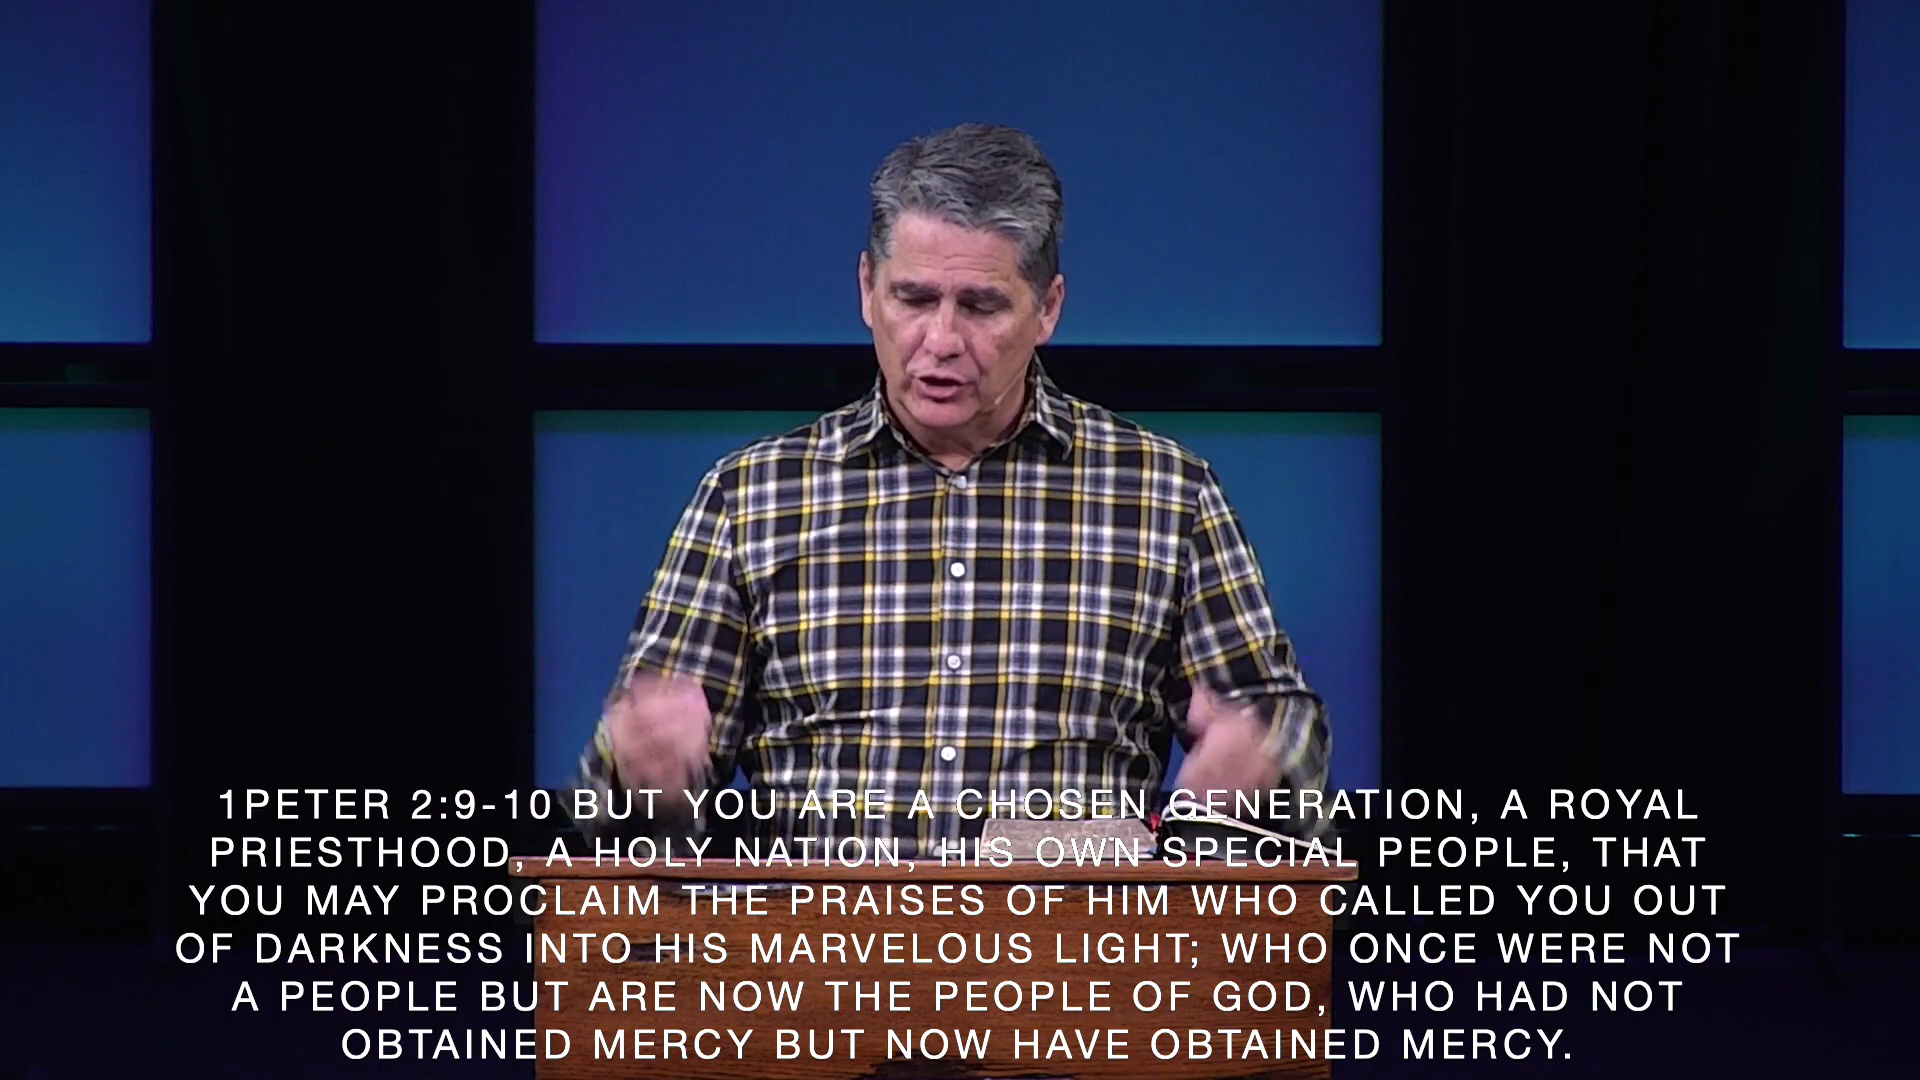 1PETER 2:9-10 BUT YOU ARE A CHOSEN GENERATION, A ROYAL
PRIESTHOOD, A HOLY NATION, HIS OWN SPECIAL PEOPLE, THAT
YOU MAY PROCLAIM THE PRAISES OF HIM WHO CALLED YOU OUT
OF DARKNESS INTO HIS MARVELOUS LIGHT; WHO ONCE WERE NOT
A PEOPLE BUT ARE NOW THE PEOPLE OF GOD, WHO HAD NOT
OBTAINED MERCY BUT NOW HAVE OBTAINED MERCY.